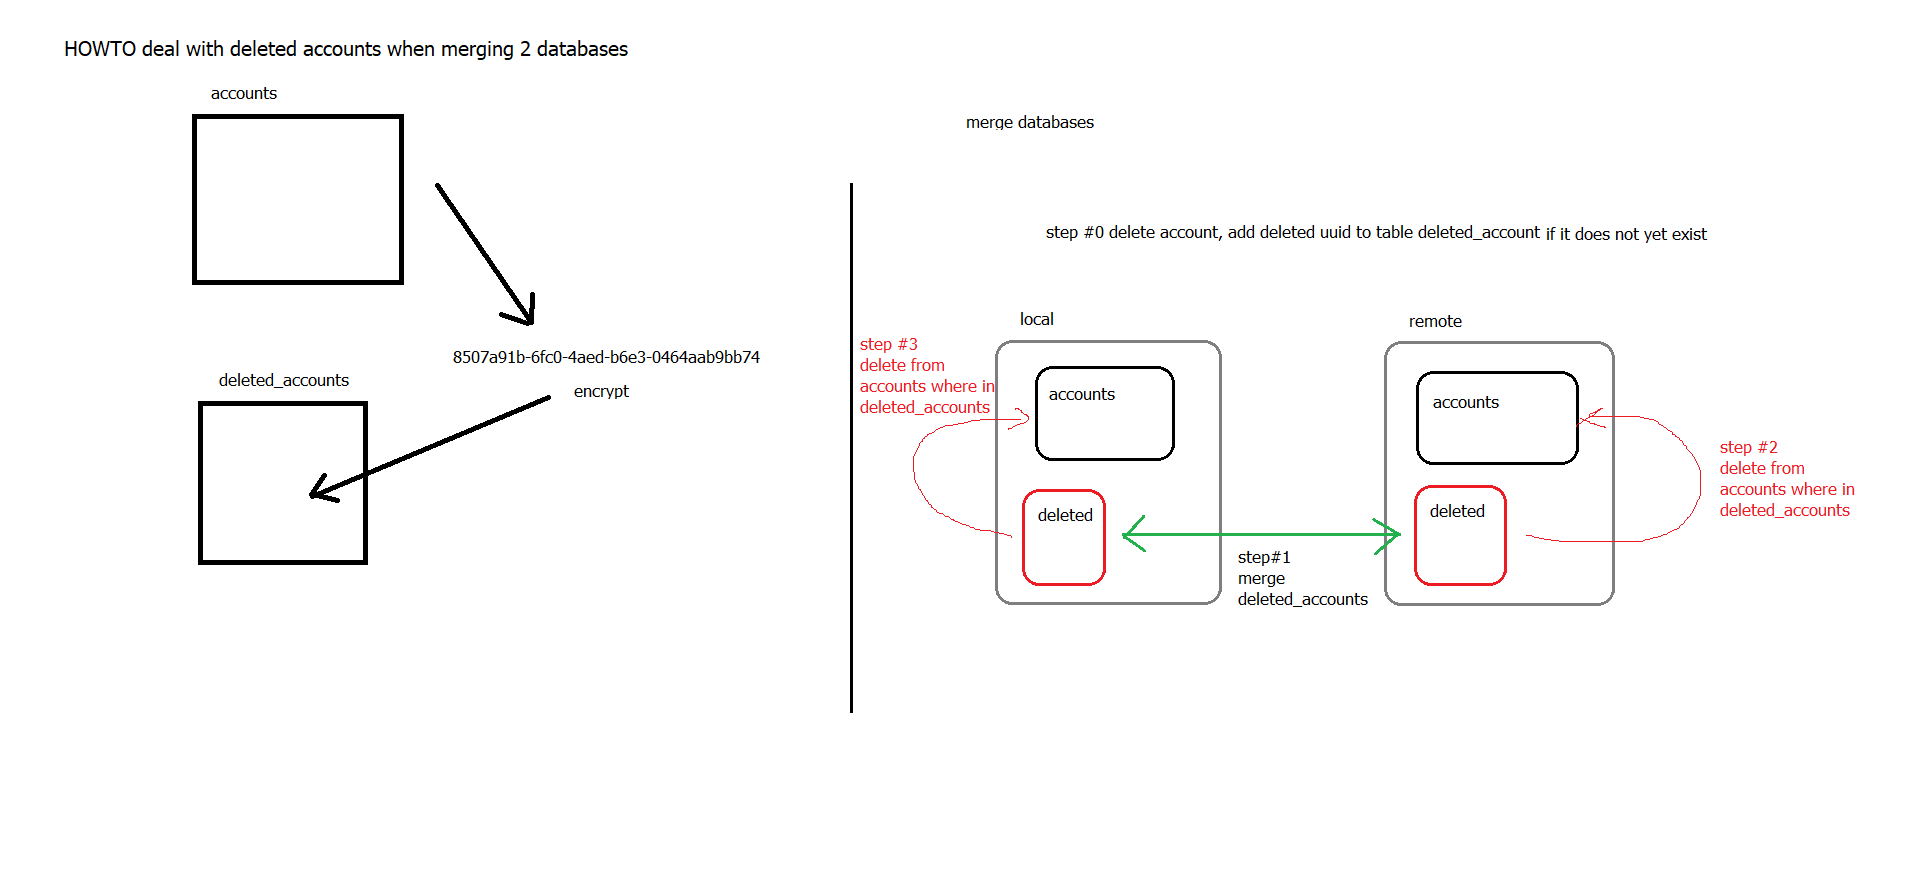 HOWTO deal with deleted accounts when merging 2 databases
accounts
8507a91b-6fc0-4aed-b6e3-0464aab9bb74
encrypt
deleted_accounts
merge databases
step #0 delete account, add deleted uuid to table deleted_account if it does not yet exist
local
remote
step #3
delete from
accounts where in
deleted_accounts
accounts
deleted
step#1
merge
deleted_accounts
accounts
deleted
step #2
delete from
accounts where in
deleted_accounts